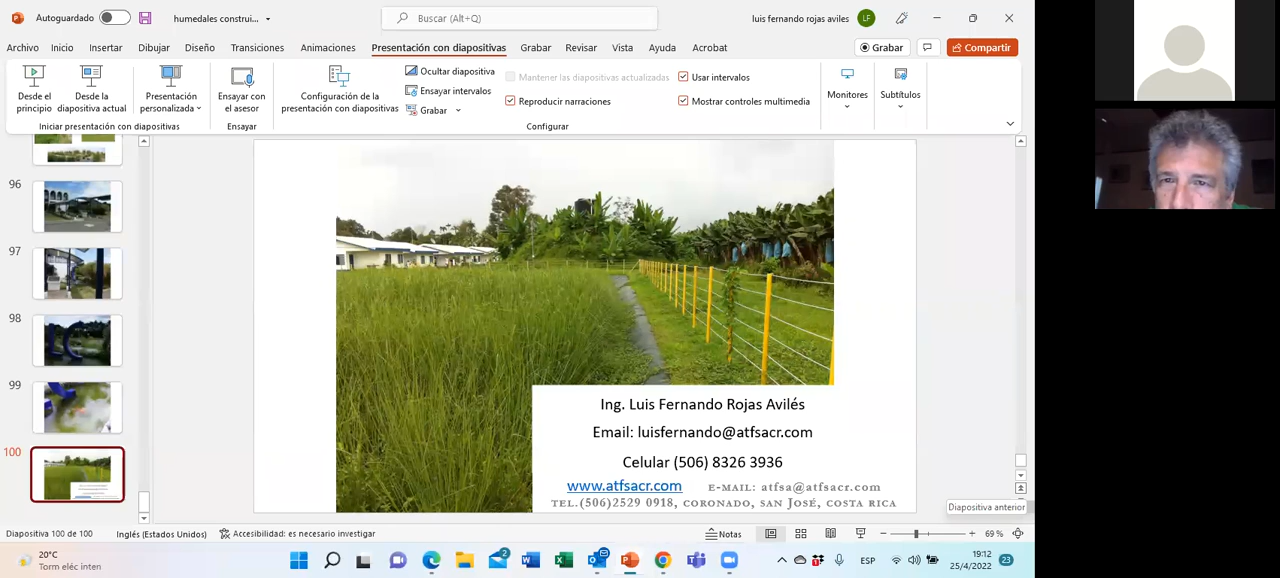 Autoguardado
humedales construi...
Buscar (Alt+Q)
luis fernando rojas aviles
LF
Archivo Inicio Insertar Dibujar Diseño Transiciones Animaciones Presentación con diapositivas Grabar Revisar Vista Ayuda Acrobat
Grabar
Compartir
Desde el principio
Desde la diapositiva actual
Presentación personalizada
Ensayar con el asesor
Configuración de la presentación con diapositivas
Ocultar diapositiva
Ensayar intervalos
Grabar
Mantener las diapositivas actualizadas
Reproducir narraciones
Usar intervalos
Mostrar controles multimedia
Monitores
Subtítulos
Iniciar presentación con diapositivas
Ensayar
Configurar
96
97
98
99
100
Ing. Luis Fernando Rojas Avilés
Email: luisfernando@atfsacr.com
Celular (506) 8326 3936
www.atfsacr.com E-MAIL: atfsa@atfsacr.com
TEL.(506)2529 0918, CORONADO, SAN JOSÉ, COSTA RICA
Diapositiva anterior
Diapositiva 100 de 100
Inglés (Estados Unidos)
Accesibilidad: es necesario investigar
Notas
69 %
20°C
Torm eléc inten
2
ESP
19:12
25/4/2022
23